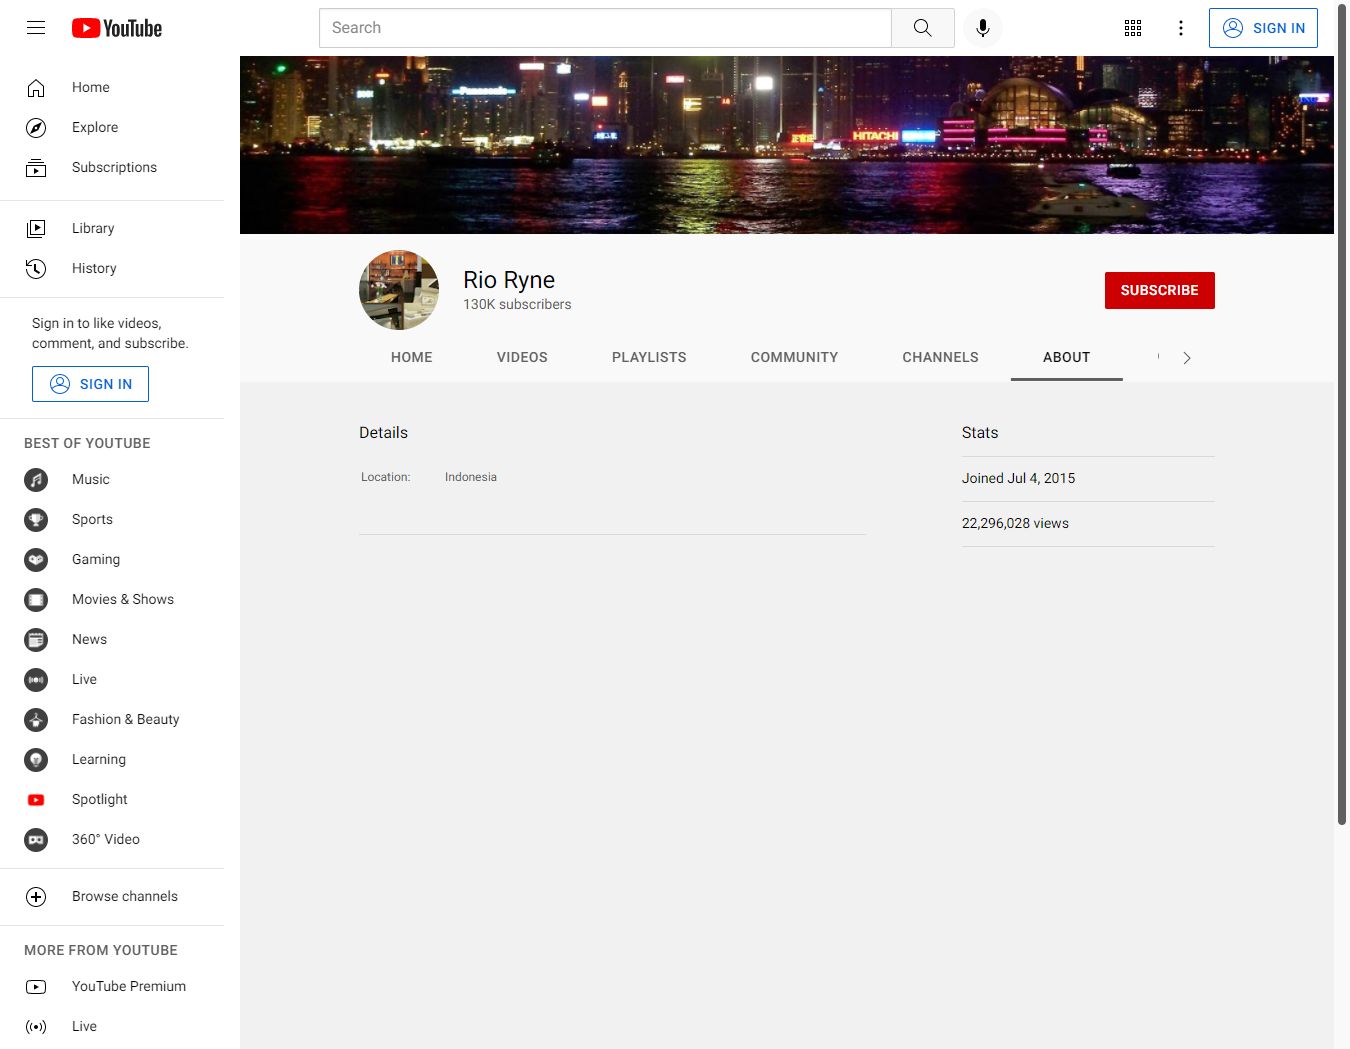 YouTube
Search
SIGN IN
Home
Explore
Subscriptions
Library
History
Sign in to like videos,
comment, and subscribe.
SIGN IN
BEST OF YOUTUBE
Music
Sports
Gaming
Movies & Shows
News
Live
Fashion & Beauty
Learning
Spotlight
360° Video
Browse channels
MORE FROM YOUTUBE
YouTube Premium
Live
Panasonic
HITACHI
Rio Ryne
130K subscribers
SUBSCRIBE
HOME
VIDEOS
PLAYLISTS
COMMUNITY
CHANNELS
ABOUT
Details
Location:
Indonesia
Stats
Joined Jul 4, 2015
22,296,028 views